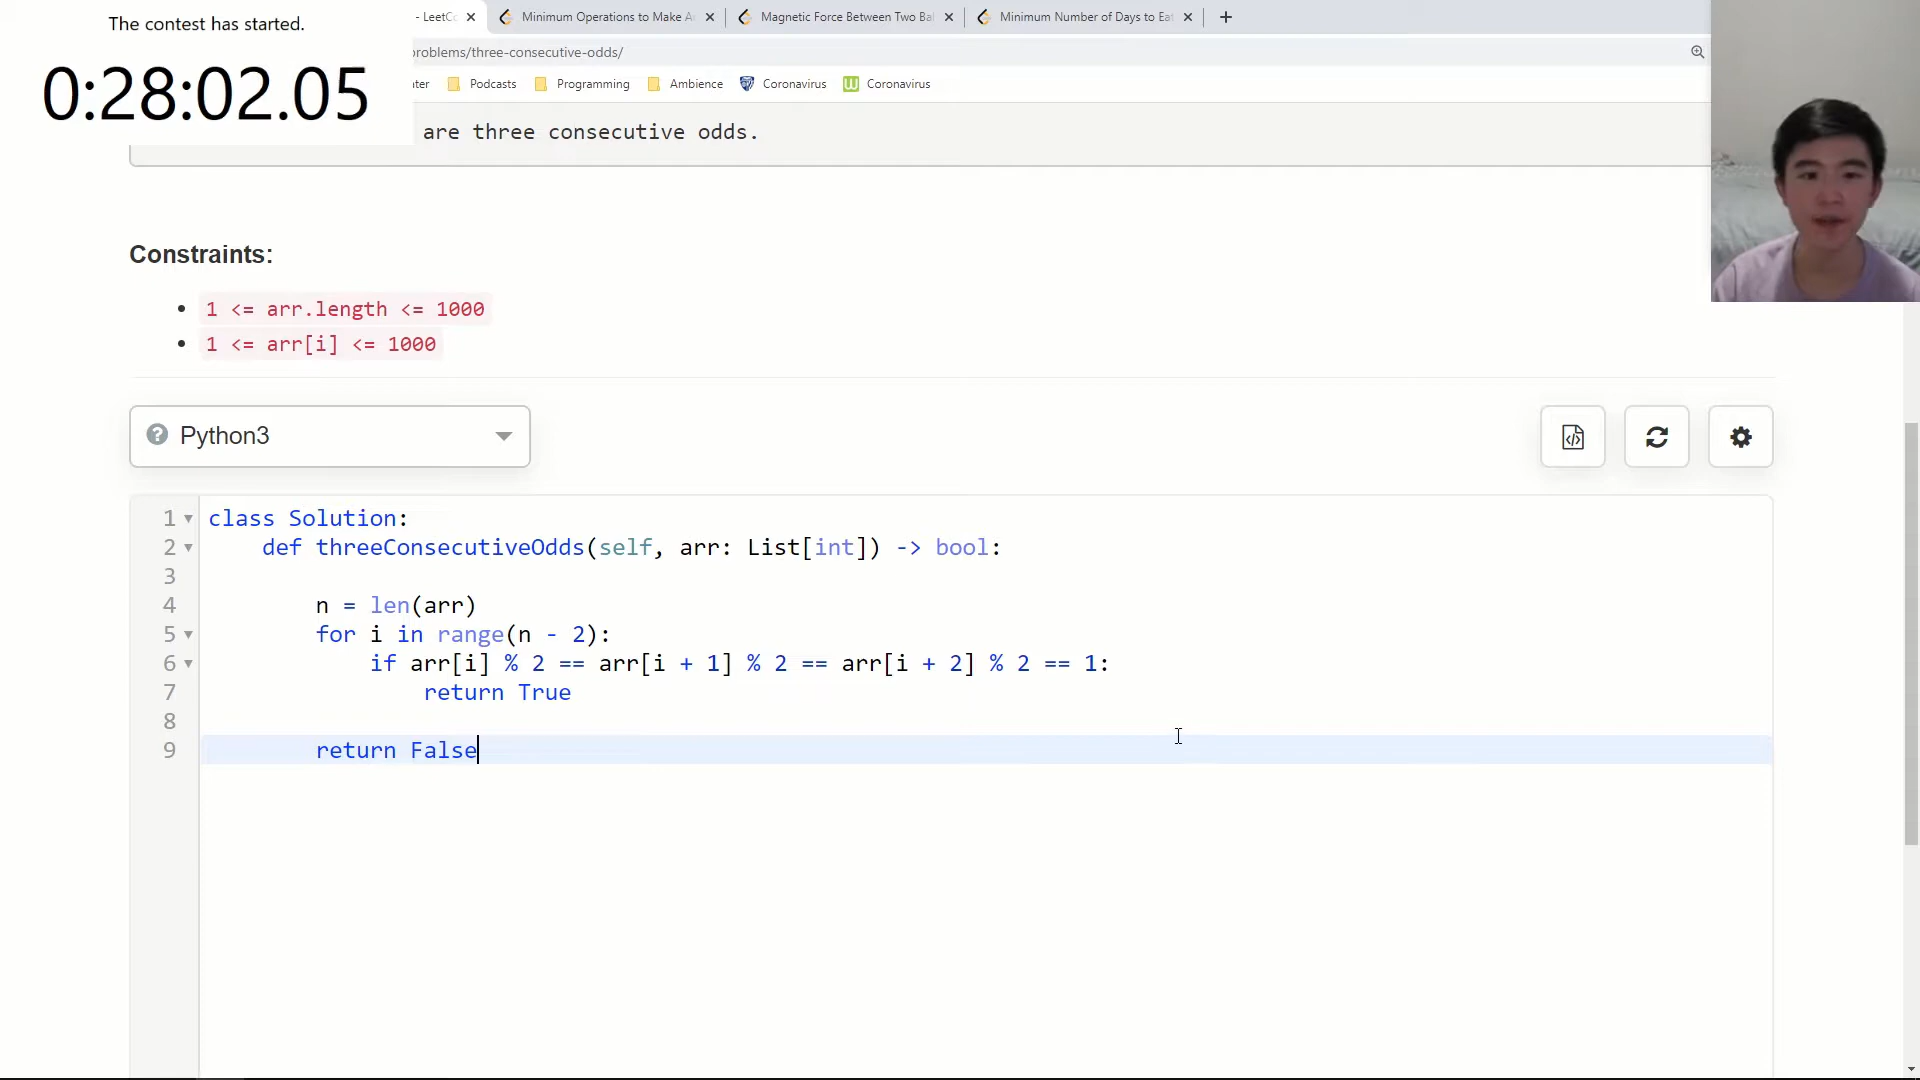 The contest has started.
0:28:02.05
- LeetCo
Minimum Operations to Make A
Magnetic Force Between Two Bal
Minimum Number of Days to Eat
roblems/three-consecutive-odds/
ter
Podcasts
Programming
Ambience
Coronavirus
Coronavirus
are three consecutive odds.
Constraints:
1 <= arr.length <= 1000
1 <= arr[i] <= 1000
Python3
1 class Solution:
2 def threeConsecutiveOdds(self, arr: List[int]) -> bool:
3
4 n = len(arr)
5 for i in range(n - 2):
6 if arr[i] % 2 == arr[i + 1] % 2 == arr[i + 2] % 2 == 1:
7 return True
8
9 return False